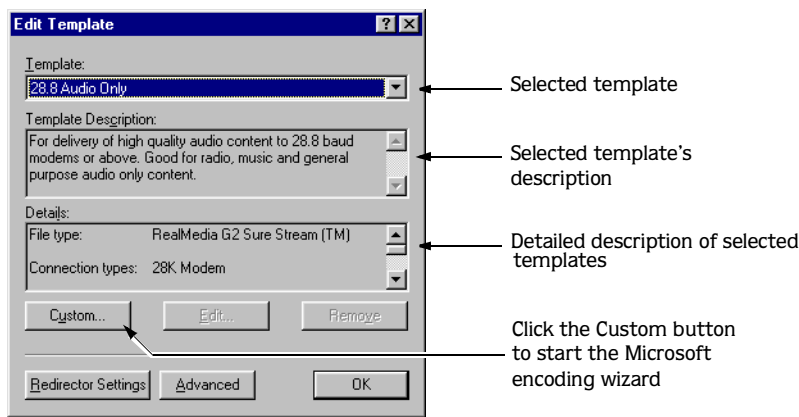 Edit Template
Template:
28.8 Audio Only
Selected template
Template Description:
For delivery of high quality audio content to 28.8 baud
modems or above. Good for radio, music and general
purpose audio only content.
Selected template's
description
Details:
File type: RealMedia G2 Sure Stream (TM)
Connection types: 28K Modem
Detailed description of selected
templates
Custom...
Edit...
Remove
Click the Custom button
to start the Microsoft
encoding wizard
Redirector Settings
Advanced
OK